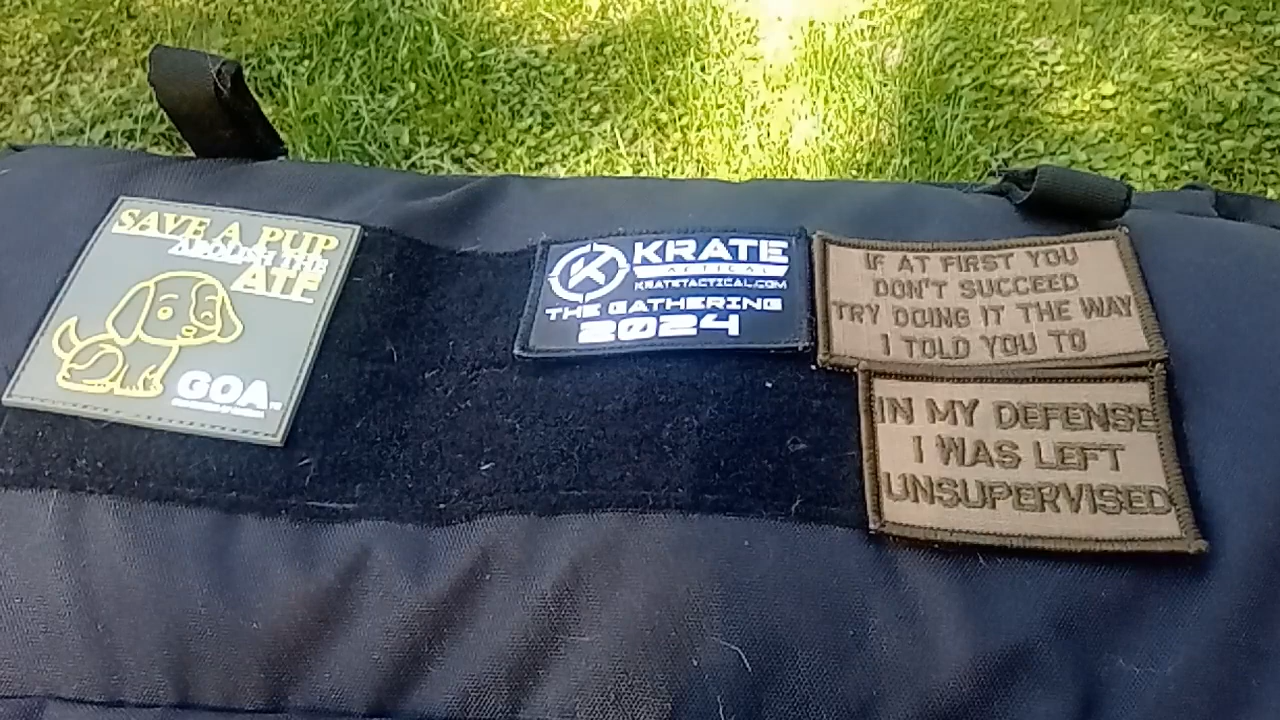 SAVE A PUP
ABOLISH THE
ATF
GOA
KRATE
TACTICAL
KRATETACTICAL.COM
THE GATHERING
2024
IF AT FIRST YOU
DON'T SUCCEED
TRY DOING IT THE WAY
I TOLD YOU TO
IN MY DEFENSE
I WAS LEFT
UNSUPERVISED